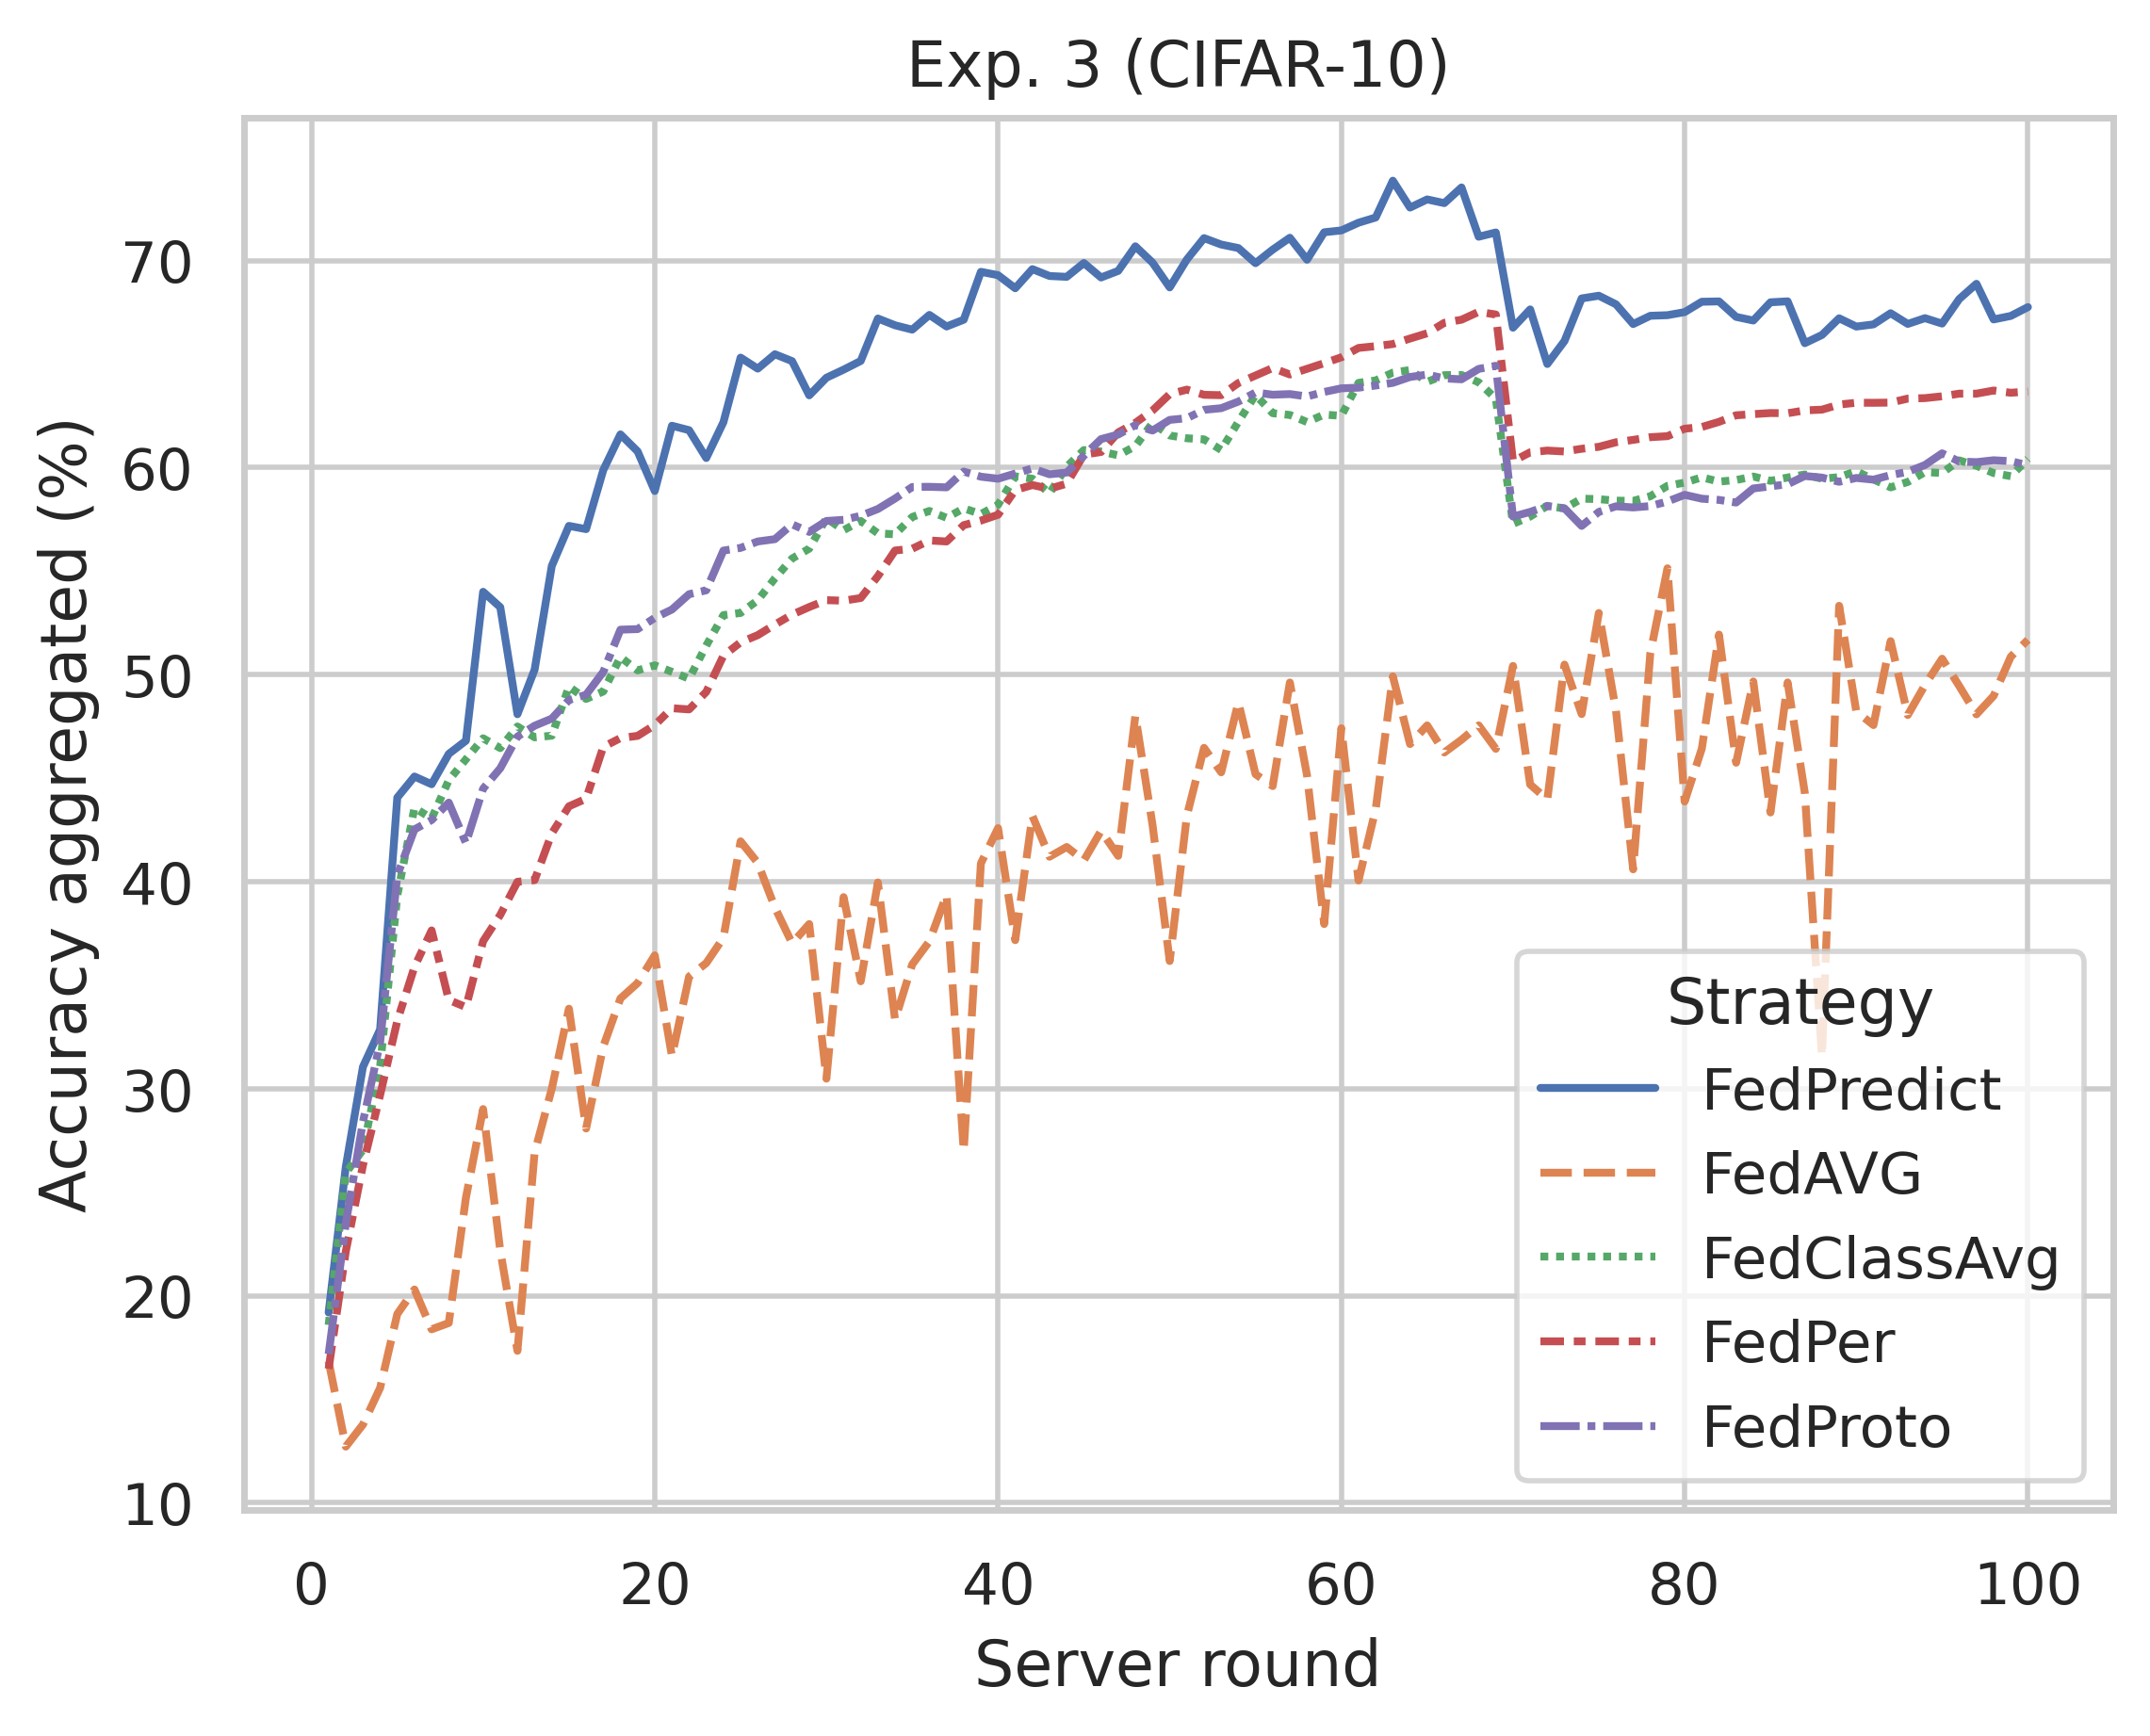 Exp. 3 (CIFAR-10)
Accuracy aggregated (%)
70
60
50
40
30
20
10
0 20 40 60 80 100
Server round
Strategy
FedPredict
FedAVG
FedClassAvg
FedPer
FedProto